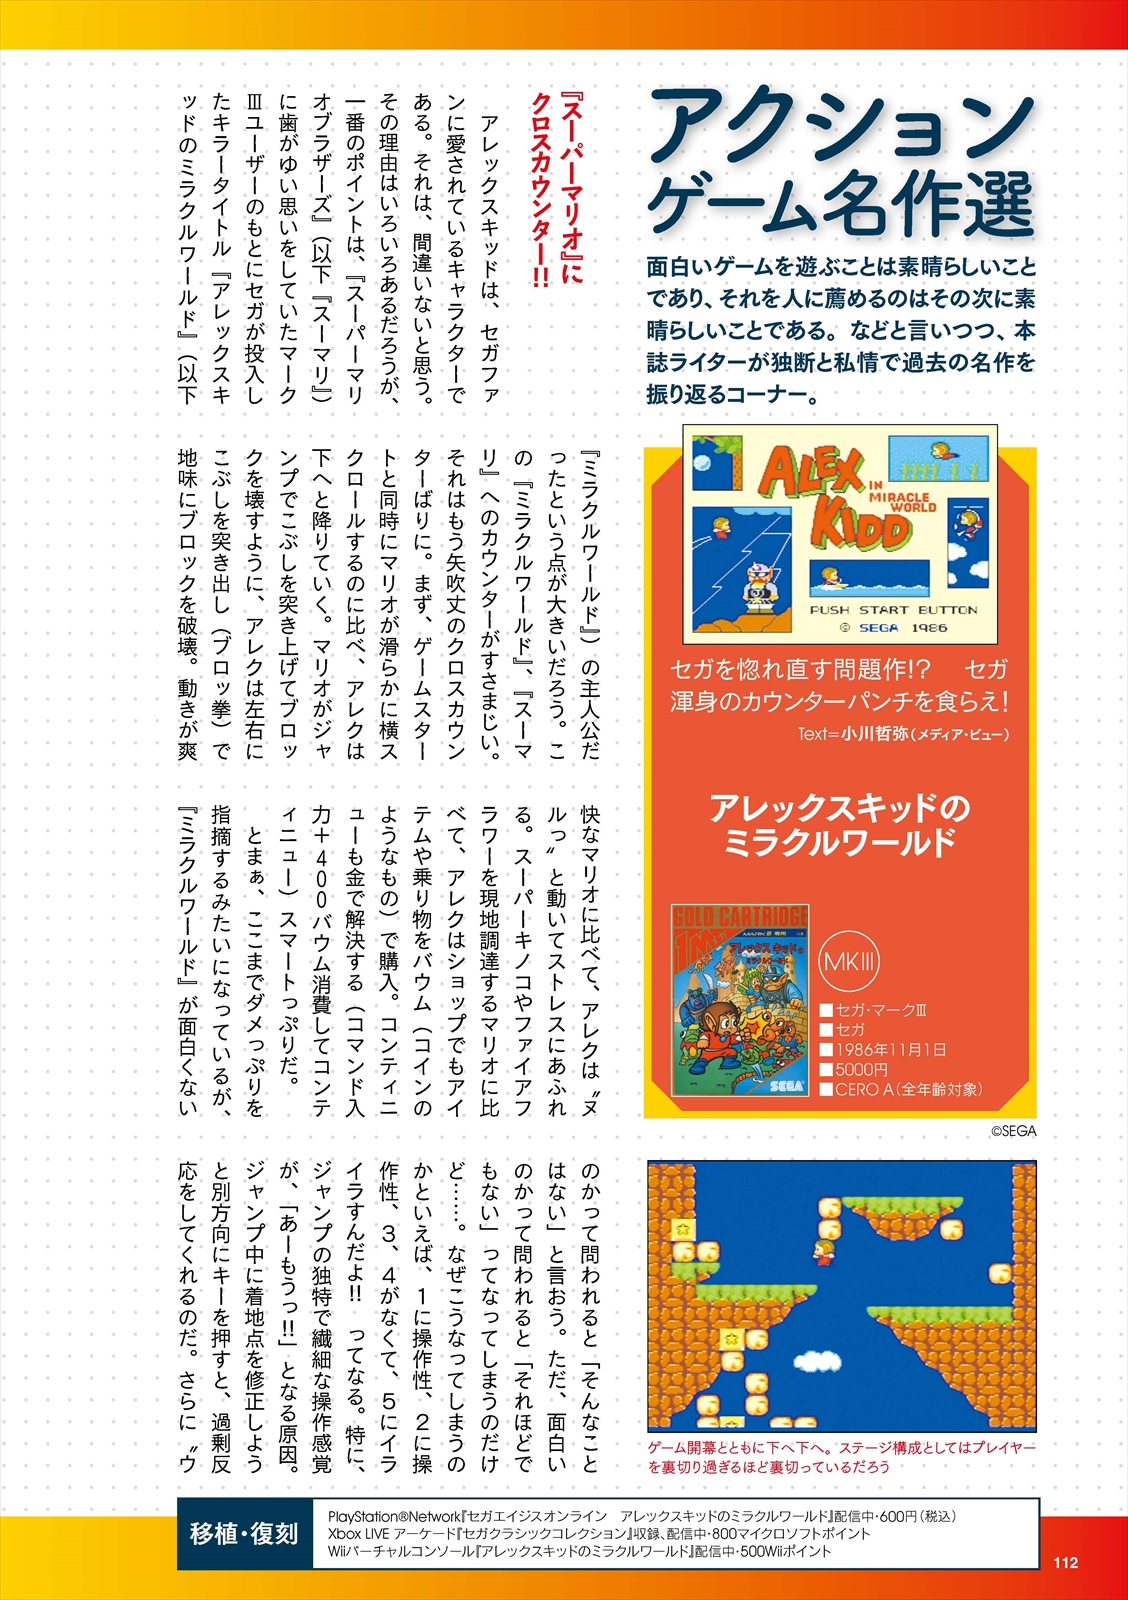 アクション
ゲーム名作選
面白いゲームを遊ぶことは素晴らしいこと
であり、それを人に薦めるのはその次に素
晴らしいことである。などと言いつつ、本
誌ライターが独断と私情で過去の名作を
振り返るコーナー。
ALEX
KIDD
IN
MIRACLE
WORLD
PUSH START BUTTON
© SEGA 1986
セガを惚れ直す問題作!?　セガ
渾身のカウンターパンチを食らえ!
Text=小川哲弥(メディア・ビュー)
アレックスキッドの
ミラクルワールド
GOLD CARTRIDGE
1M
MARK III 専用
アレックスキッドの
ミラクルワールド
SEGA
MKIII
■セガ・マークⅢ
■セガ
■1986年11月1日
■5000円
■CERO A(全年齢対象)
©SEGA
ゲーム開幕とともに下へ下へ。ステージ構成としてはプレイヤー
を裏切り過ぎるほど裏切っているだろう
『スーパーマリオ』に
クロスカウンター!!
　アレックスキッドは、セガファ
ンに愛されているキャラクターで
ある。それは、間違いないと思う。
その理由はいろいろあるだろうが、
一番のポイントは、『スーパーマリ
オブラザーズ』(以下『スーマリ』)
に歯がゆい思いをしていたマーク
Ⅲユーザーのもとにセガが投入し
たキラータイトル『アレックスキ
ッドのミラクルワールド』(以下
『ミラクルワールド』)の主人公だ
ったという点が大きいだろう。こ
の『ミラクルワールド』、『スーマ
リ』へのカウンターがすさまじい。
それはもう矢吹丈のクロスカウン
ターばりに。まず、ゲームスター
トと同時にマリオが滑らかに横ス
クロールするのに比べ、アレクは
下へと降りていく。マリオがジャ
ンプでこぶしを突き上げてブロッ
クを壊すように、アレクは左右に
こぶしを突き出し(ブロッ拳)で
地味にブロックを破壊。動きが爽
快なマリオに比べて、アレクは〝ヌ
ルっ〟と動いてストレスにあふれ
る。スーパーキノコやファイアフ
ラワーを現地調達するマリオに比
べて、アレクはショップでもアイ
テムや乗り物をバウム(コインの
ようなもの)で購入。コンティニ
ューも金で解決する(コマンド入
力＋400バウム消費してコンテ
ィニュー)スマートっぷりだ。
　とまぁ、ここまでダメっぷりを
指摘するみたいになっているが、
『ミラクルワールド』が面白くない
のかって問われると「そんなこと
はない」と言おう。ただ、面白い
のかって問われると「それほどで
もない」ってなってしまうのだけ
ど……。なぜこうなってしまうの
かといえば、1に操作性、2に操
作性、3、4がなくて、5にイラ
イラすんだよ!!　ってなる。特に、
ジャンプの独特で繊細な操作感覚
が、「あーもうっ!!」となる原因。
ジャンプ中に着地点を修正しよう
と別方向にキーを押すと、過剰反
応をしてくれるのだ。さらに〝ウ
移植・復刻
PlayStation®Network『セガエイジスオンライン　アレックスキッドのミラクルワールド』配信中・600円(税込)
Xbox LIVE アーケード『セガクラシックコレクション』収録、配信中・800マイクロソフトポイント
Wiiバーチャルコンソール『アレックスキッドのミラクルワールド』配信中・500Wiiポイント
112